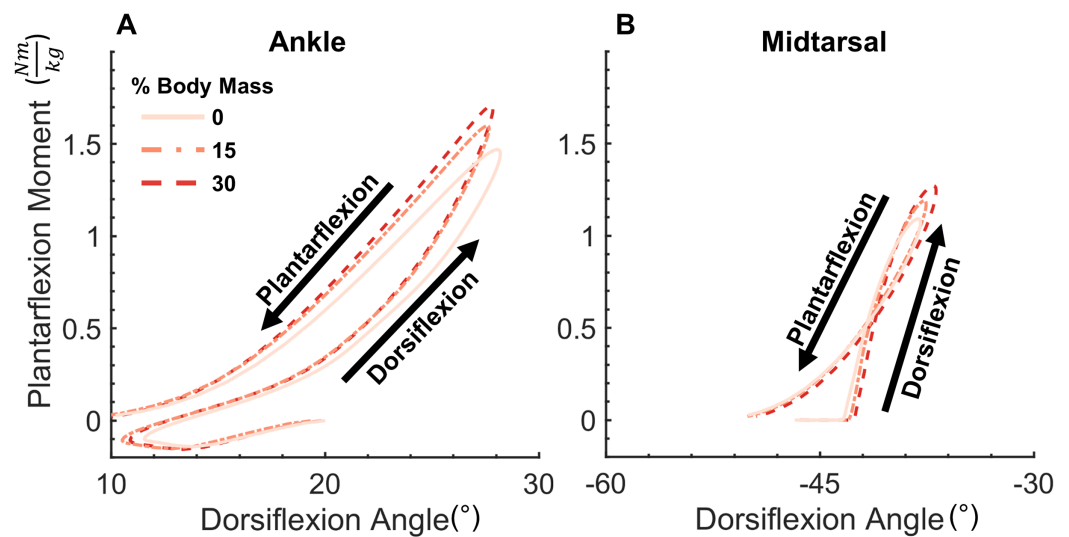 A
Ankle
B
Midtarsal
Plantarflexion Moment (Nm/kg)
% Body Mass
0
15
30
1.5
1
0.5
0
Plantarflexion
Dorsiflexion
Plantarflexion
Dorsiflexion
10
20
30
-60
-45
-30
Dorsiflexion Angle(°)
Dorsiflexion Angle(°)
1.5
1
0.5
0